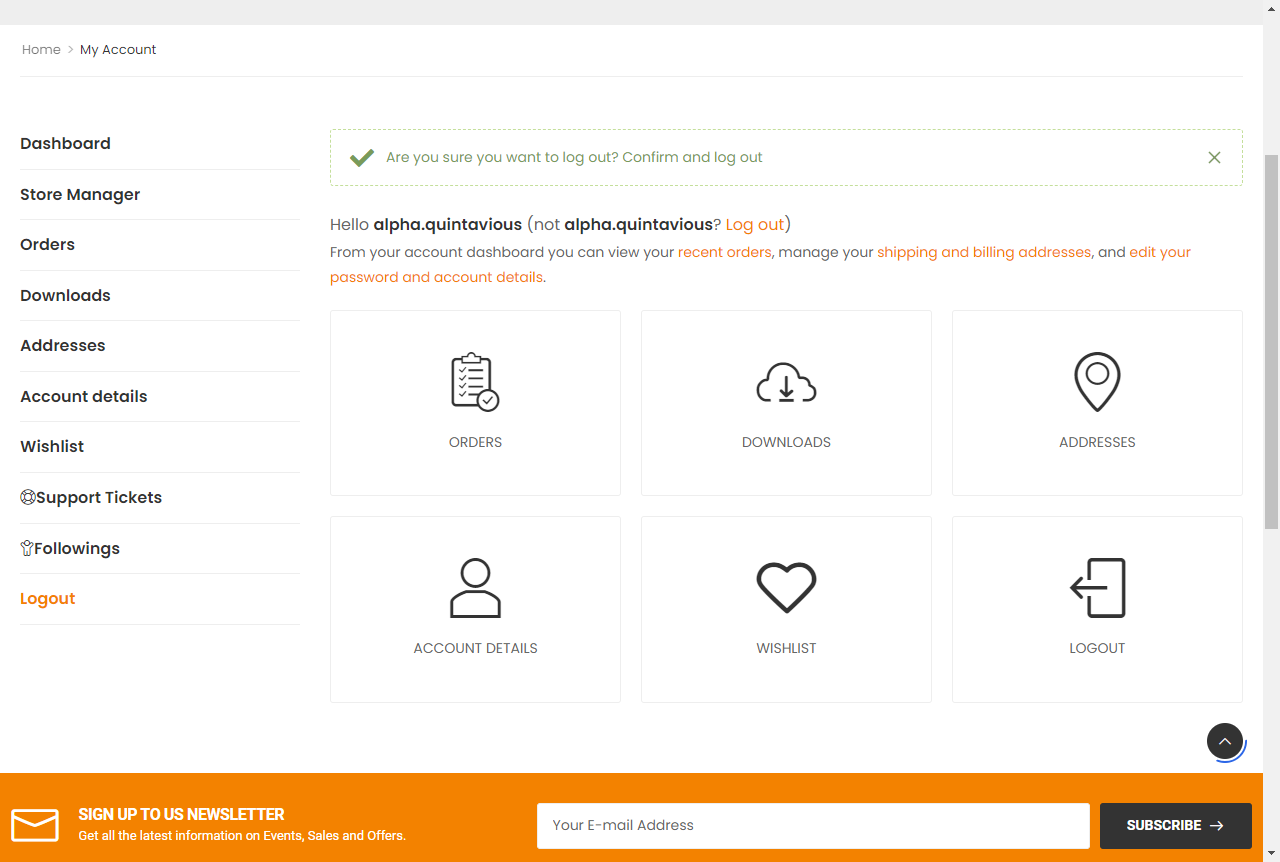 Home > My Account
Dashboard
Store Manager
Orders
Downloads
Addresses
Account details
Wishlist
Support Tickets
Followings
Logout
Are you sure you want to log out? Confirm and log out
Hello alpha.quintavious (not alpha.quintavious? Log out)
From your account dashboard you can view your recent orders, manage your shipping and billing addresses, and edit your
password and account details.
ORDERS
DOWNLOADS
ADDRESSES
ACCOUNT DETAILS
WISHLIST
LOGOUT
SIGN UP TO US NEWSLETTER
Get all the latest information on Events, Sales and Offers.
Your E-mail Address
SUBSCRIBE →